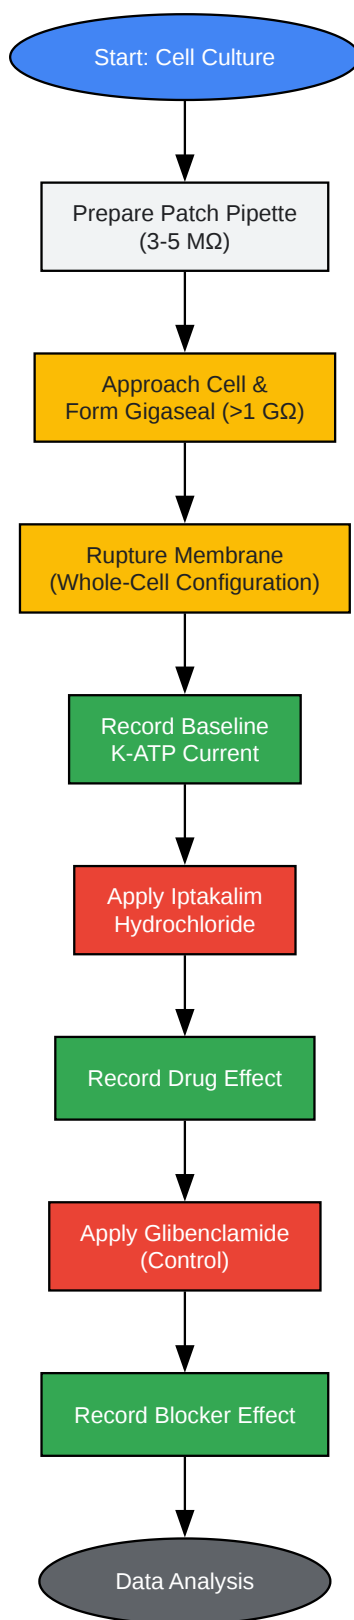 Start: Cell Culture
Prepare Patch Pipette
(3-5 MΩ)
Approach Cell &
Form Gigaseal (>1 GΩ)
Rupture Membrane
(Whole-Cell Configuration)
Record Baseline
K-ATP Current
Apply Iptakalim
Hydrochloride
Record Drug Effect
Apply Glibenclamide
(Control)
Record Blocker Effect
Data Analysis